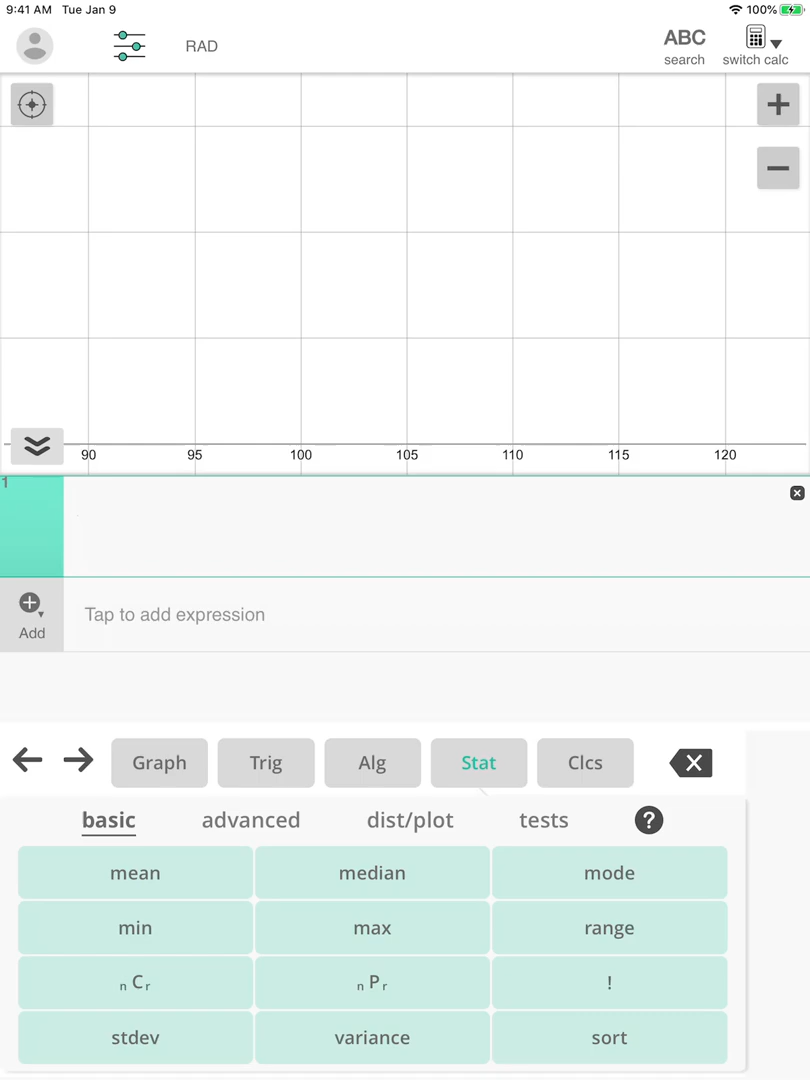 9:41 AM Tue Jan 9 100%
RAD ABC search switch calc
90 95 100 105 110 115 120
1
Add Tap to add expression
Graph Trig Alg Stat Clcs
basic advanced dist/plot tests ?
mean median mode
min max range
nCr nPr !
stdev variance sort